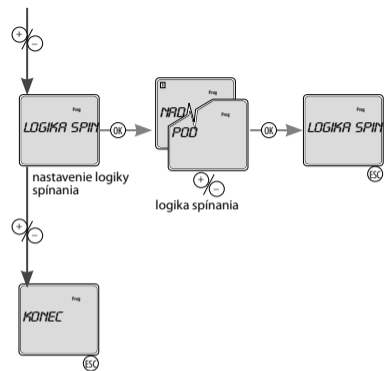 +
−
Prog
LOGIKA SPIN
OK
1
NAD
Prog
POD
OK
Prog
LOGIKA SPIN
ESC
nastavenie logiky
spínania
+
−
logika spínania
+
−
Prog
KONEC
ESC